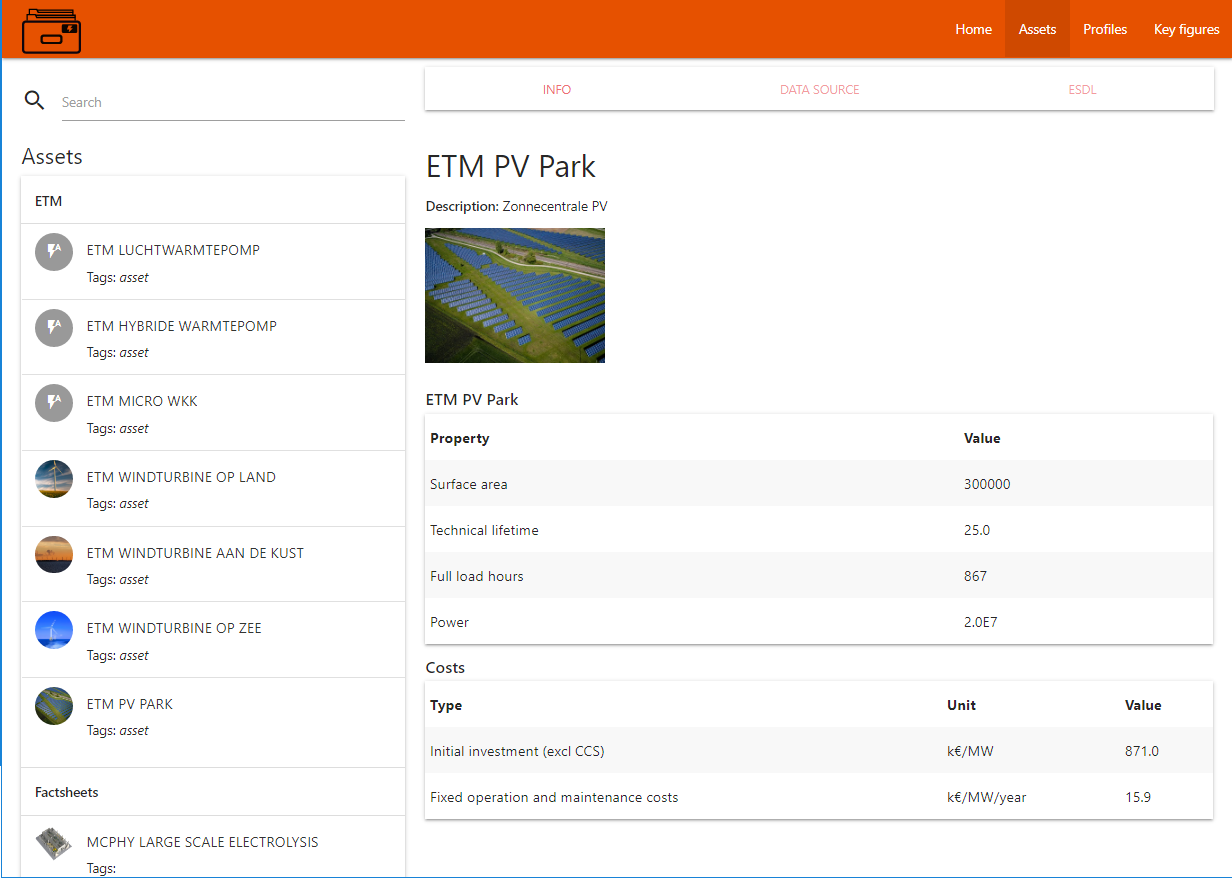 Home Assets Profiles Key figures
Search
INFO DATA SOURCE ESDL
Assets
ETM
ETM LUCHTWARMTEPOMP
Tags: asset
ETM HYBRIDE WARMTEPOMP
Tags: asset
ETM MICRO WKK
Tags: asset
ETM WINDTURBINE OP LAND
Tags: asset
ETM WINDTURBINE AAN DE KUST
Tags: asset
ETM WINDTURBINE OP ZEE
Tags: asset
ETM PV PARK
Tags: asset
Factsheets
MCPHY LARGE SCALE ELECTROLYSIS
Tags:
ETM PV Park
Description: Zonnecentrale PV
ETM PV Park
Property Value
Surface area 300000
Technical lifetime 25.0
Full load hours 867
Power 2.0E7
Costs
Type Unit Value
Initial investment (excl CCS) k€/MW 871.0
Fixed operation and maintenance costs k€/MW/year 15.9